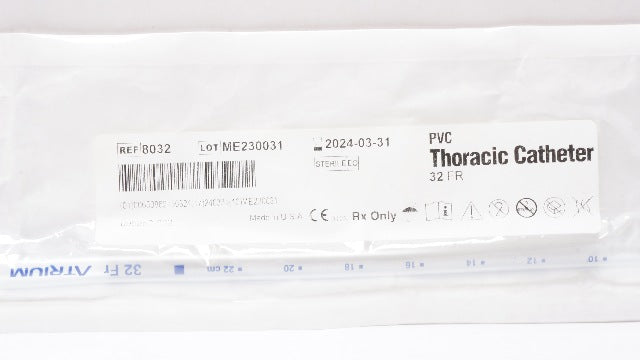 REF 8032 LOT ME230031 2024-03-31
STERILE EO
PVC
Thoracic Catheter
32 FR
Made in U.S.A. CE Rx Only
ATRIUM 32 Fr 22 cm 20 18 16 14 12 10